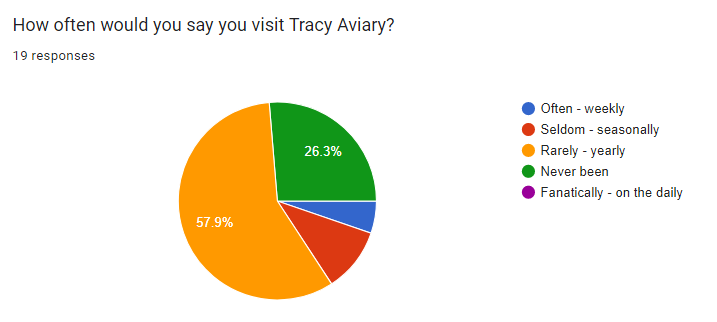 How often would you say you visit Tracy Aviary?
19 responses
26.3%
57.9%
Often - weekly
Seldom - seasonally
Rarely - yearly
Never been
Fanatically - on the daily